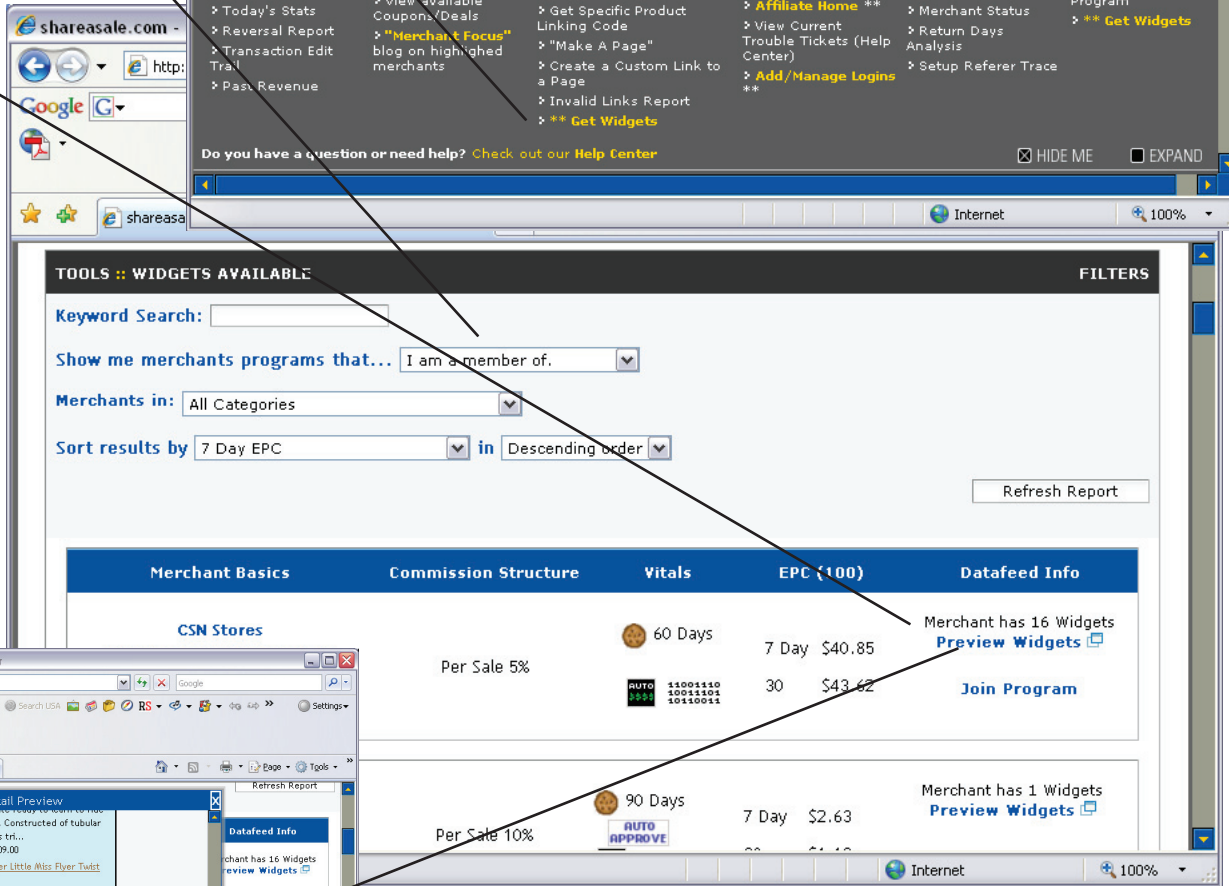 shareasale.com -
http:
Google
shareasa
Today's Stats
Reversal Report
Transaction Edit
Trail
Past Revenue
View available
Coupons/Deals
"Merchant Focus"
blog on highlighed
merchants
Get Specific Product
Linking Code
"Make A Page"
Create a Custom Link to
a Page
Invalid Links Report
** Get Widgets
Affiliate Home **
View Current
Trouble Tickets (Help
Center)
Add/Manage Logins
**
Merchant Status
Return Days
Analysis
Setup Referer Trace
Program
** Get Widgets
Do you have a question or need help? Check out our Help Center
HIDE ME EXPAND
Internet 100%
TOOLS :: WIDGETS AVAILABLE FILTERS
Keyword Search:
Show me merchants programs that... I am a member of.
Merchants in: All Categories
Sort results by 7 Day EPC in Descending order
Refresh Report
Merchant Basics Commission Structure Vitals EPC (100) Datafeed Info
CSN Stores
Per Sale 5%
60 Days
AUTO
$$$$
11001110
10011101
10110011
7 Day $40.85
30 $43.62
Merchant has 16 Widgets
Preview Widgets
Join Program
Per Sale 10%
90 Days
AUTO
APPROVE
7 Day $2.63
Merchant has 1 Widgets
Preview Widgets
Internet 100%
Google
Search USA RS Settings
Page Tools
Refresh Report
ail Preview
. Constructed of tubular
s tri...
09.00
er Little Miss Flyer Twist
Datafeed Info
chant has 16 Widgets
review Widgets